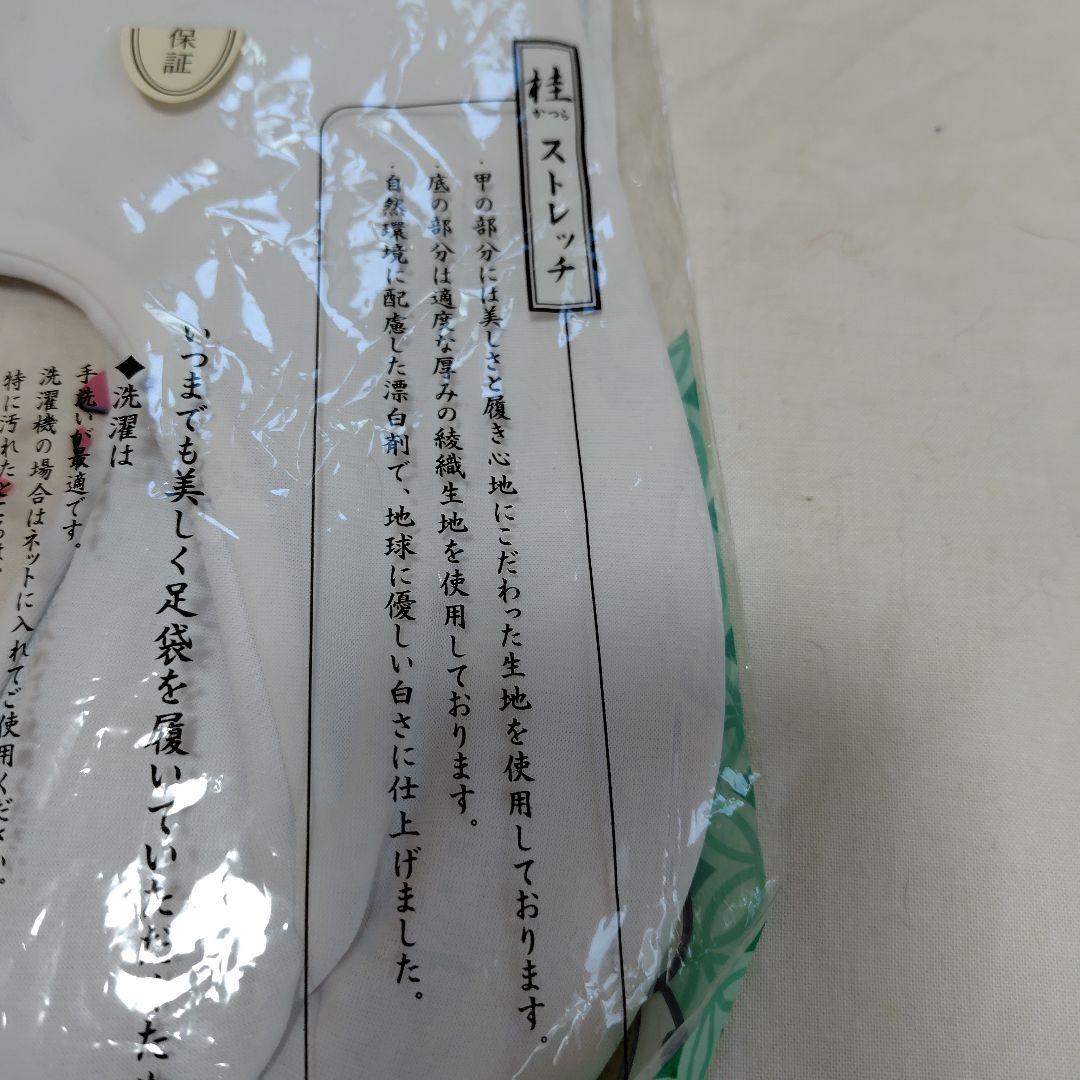 保証
桂
かつら
ストレッチ
・甲の部分には美しさと履き心地にこだわった生地を使用しております。
・底の部分は適度な厚みの綾織生地を使用しております。
・自然環境に配慮した漂白剤で、地球に優しい白さに仕上げました。
いつまでも美しく足袋を履いていただ
◆洗濯は
手洗いが最適です。
洗濯機の場合はネットに入れてご使用ください。
特に汚れたところは